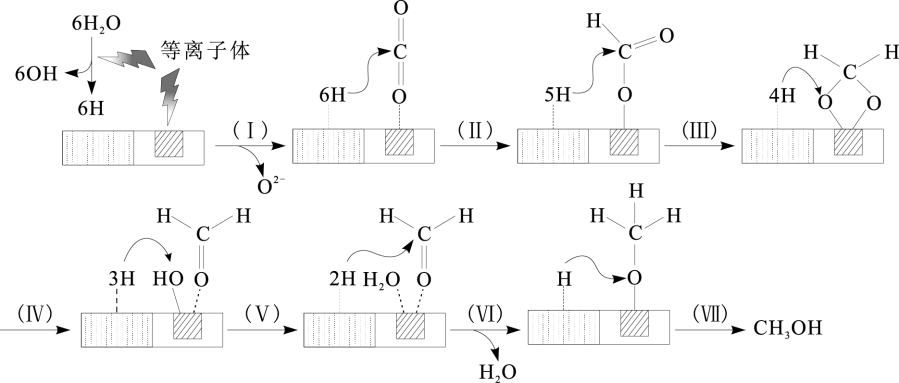 6H₂O
等离子体
6OH
6H
(Ⅰ)
O²⁻
6H
O
C
O
(Ⅱ)
5H
H
C
O
O
(Ⅲ)
4H
H
H
C
O
O
(Ⅳ)
3H
HO
H
H
C
O
(Ⅴ)
2H
H₂O
H
H
C
O
(Ⅵ)
H₂O
H
H
H
H
C
O
(Ⅶ)
CH₃OH